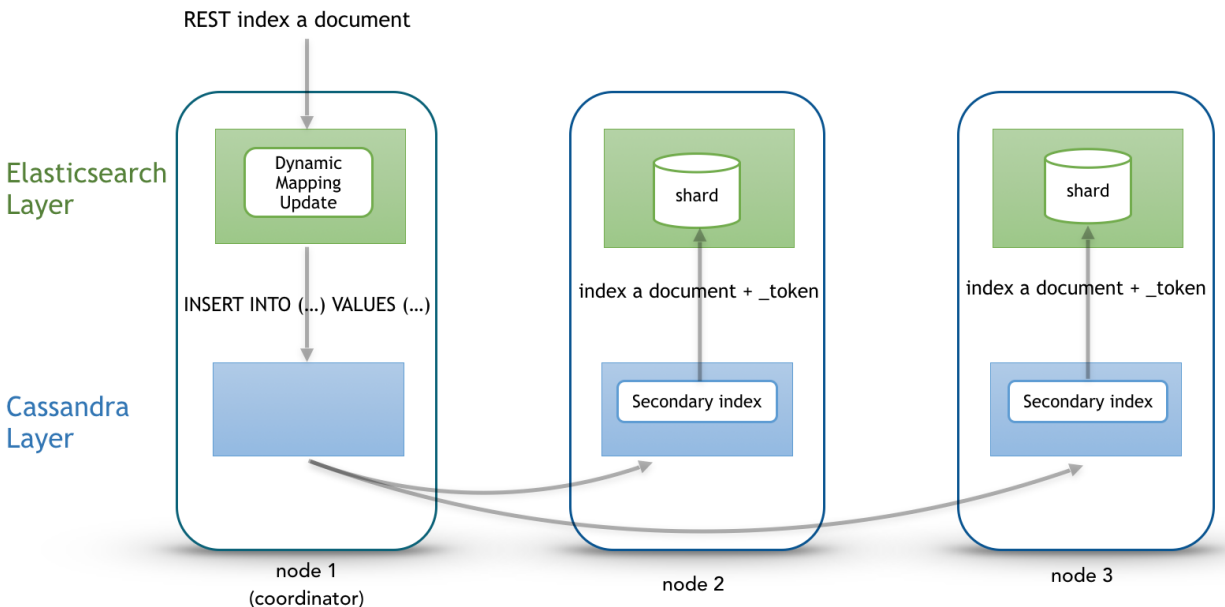 REST index a document
Elasticsearch
Layer
Dynamic
Mapping
Update
shard
shard
INSERT INTO (...) VALUES (...)
index a document + _token
index a document + _token
Cassandra
Layer
Secondary index
Secondary index
node 1
(coordinator)
node 2
node 3